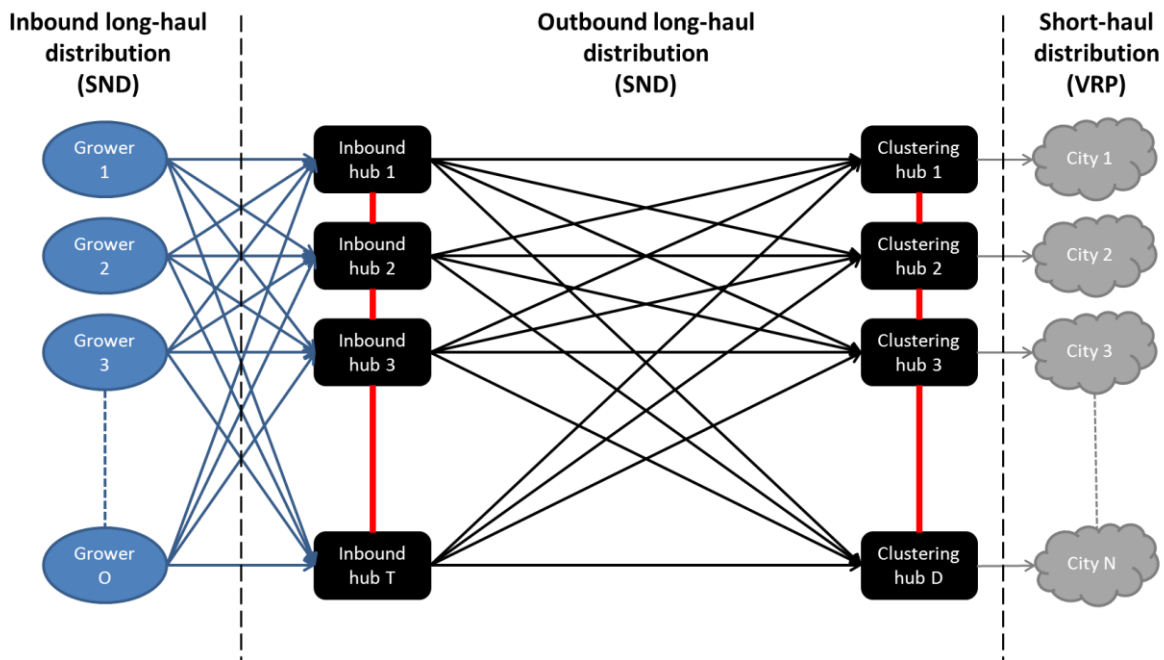 Inbound long-haul
distribution
(SND)
Outbound long-haul
distribution
(SND)
Short-haul
distribution
(VRP)
Grower
1
Inbound
hub 1
Clustering
hub 1
City 1
Grower
2
Inbound
hub 2
Clustering
hub 2
City 2
Grower
3
Inbound
hub 3
Clustering
hub 3
City 3
Grower
O
Inbound
hub T
Clustering
hub D
City N